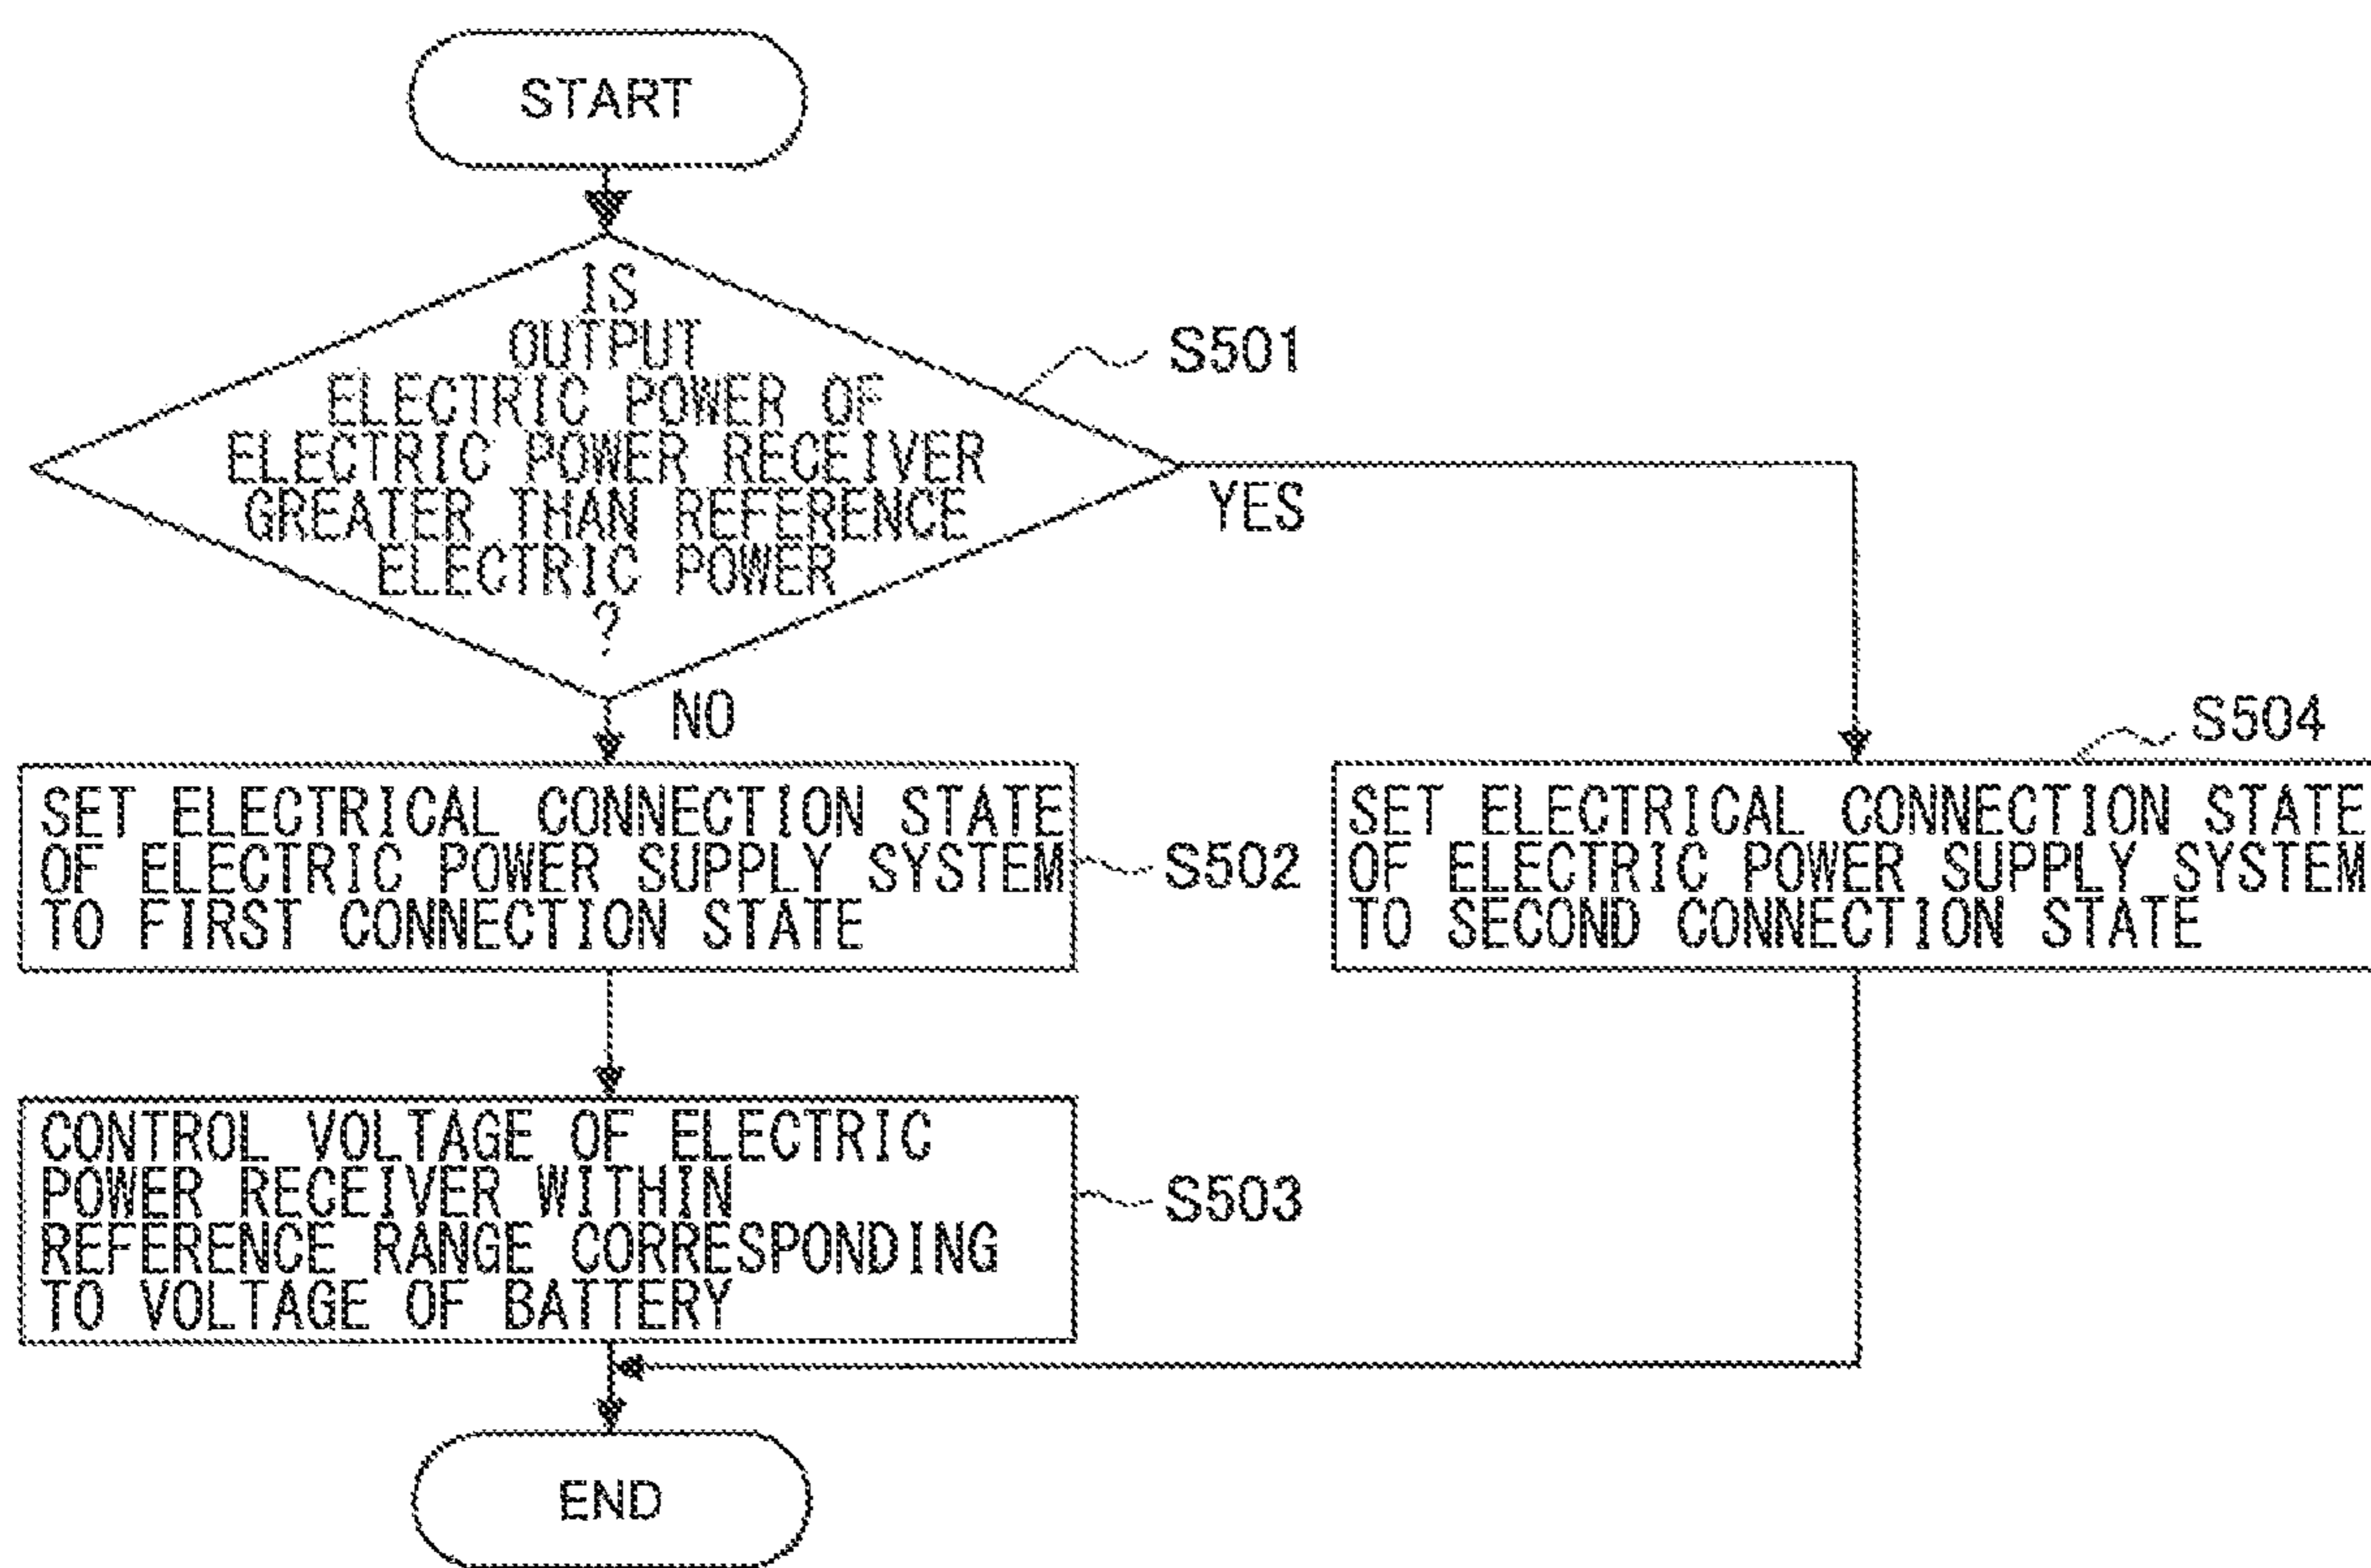 START
IS
OUTPUT
ELECTRIC POWER OF
ELECTRIC POWER RECEIVER
GREATER THAN REFERENCE
ELECTRIC POWER
?
S501
YES
NO
SET ELECTRICAL CONNECTION STATE
OF ELECTRIC POWER SUPPLY SYSTEM
TO FIRST CONNECTION STATE
S502
S504
SET ELECTRICAL CONNECTION STATE
OF ELECTRIC POWER SUPPLY SYSTEM
TO SECOND CONNECTION STATE
CONTROL VOLTAGE OF ELECTRIC
POWER RECEIVER WITHIN
REFERENCE RANGE CORRESPONDING
TO VOLTAGE OF BATTERY
S503
END